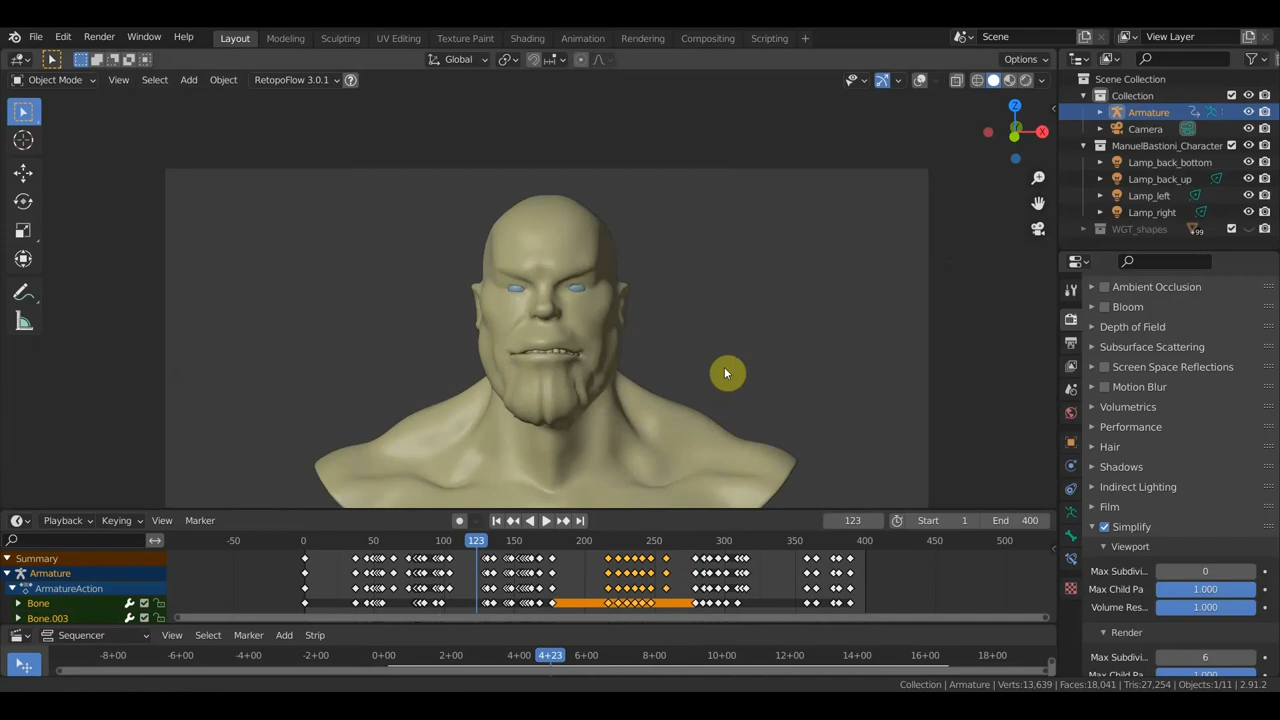 File Edit Render Window Help Layout Modeling Sculpting UV Editing Texture Paint Shading Animation Rendering Compositing Scripting + Scene View Layer
Global Options
Object Mode View Select Add Object RetopoFlow 3.0.1
Scene Collection
Collection
Armature
Camera
ManuelBastioni_Character
Lamp_back_bottom
Lamp_back_up
Lamp_left
Lamp_right
WGT_shapes +99
Z
X
Ambient Occlusion
Bloom
Depth of Field
Subsurface Scattering
Screen Space Reflections
Motion Blur
Volumetrics
Performance
Hair
Shadows
Indirect Lighting
Film
Simplify
Viewport
Max Subdivi... 0
Max Child Pa 1.000
Volume Res... 1.000
Render
Max Subdivi... 6
Max Child Pa 1.000
Playback Keying View Marker 123 Start 1 End 400
-50 0 50 100 123 150 200 250 300 350 400 450 500
Summary
Armature
ArmatureAction
Bone
Bone.003
Sequencer View Select Marker Add Strip
-8+00 -6+00 -4+00 -2+00 0+00 2+00 4+00 4+23 6+00 8+00 10+00 12+00 14+00 16+00 18+00
Collection | Armature | Verts:13,639 | Faces:18,041 | Tris:27,254 | Objects:1/11 | 2.91.2